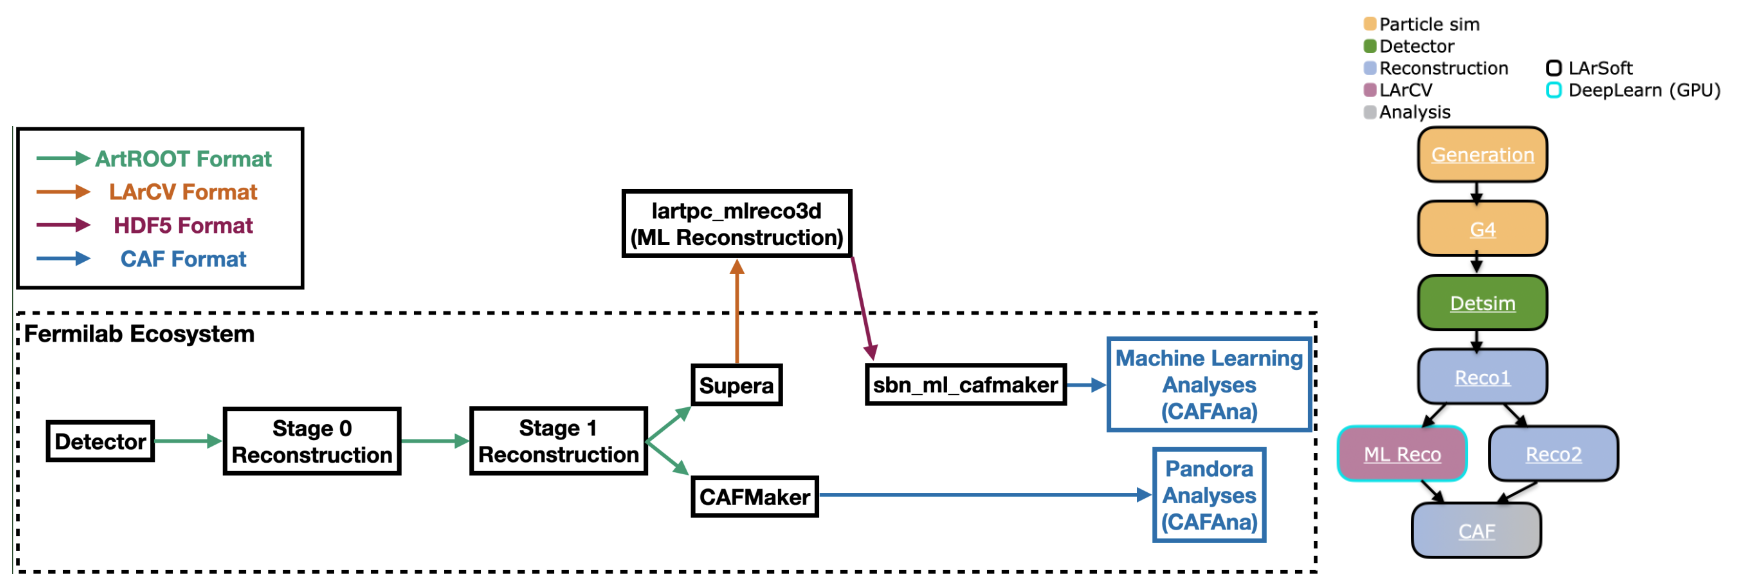 ArtROOT Format
LArCV Format
HDF5 Format
CAF Format
lartpc_mlreco3d
(ML Reconstruction)
Fermilab Ecosystem
Detector
Stage 0
Reconstruction
Stage 1
Reconstruction
Supera
CAFMaker
sbn_ml_cafmaker
Machine Learning
Analyses
(CAFAna)
Pandora
Analyses
(CAFAna)
Particle sim
Detector
Reconstruction
LArCV
Analysis
LArSoft
DeepLearn (GPU)
Generation
G4
Detsim
Reco1
ML Reco
Reco2
CAF